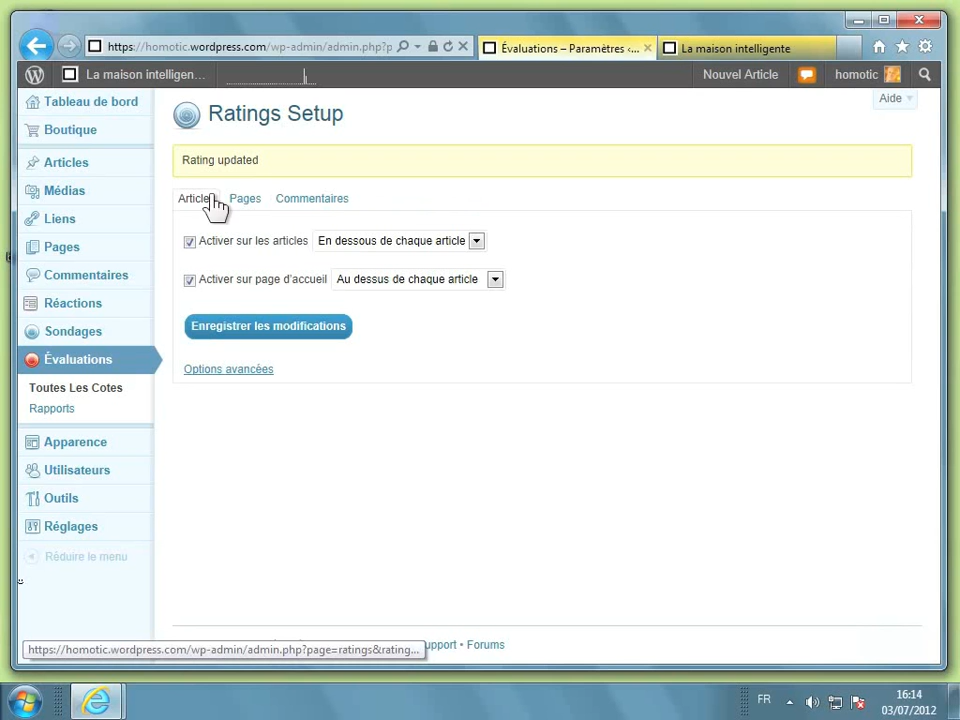 https://homotic.wordpress.com/wp-admin/admin.php?p
Évaluations – Paramètres ‹...
La maison intelligente
La maison intelligen...
Nouvel Article
homotic
Tableau de bord
Boutique
Articles
Médias
Liens
Pages
Commentaires
Réactions
Sondages
Évaluations
Toutes Les Cotes
Rapports
Apparence
Utilisateurs
Outils
Réglages
Réduire le menu
Aide
Ratings Setup
Rating updated
Article
Pages
Commentaires
Activer sur les articles
En dessous de chaque article
Activer sur page d'accueil
Au dessus de chaque article
Enregistrer les modifications
Options avancées
upport • Forums
https://homotic.wordpress.com/wp-admin/admin.php?page=ratings&rating...
FR
16:14
03/07/2012